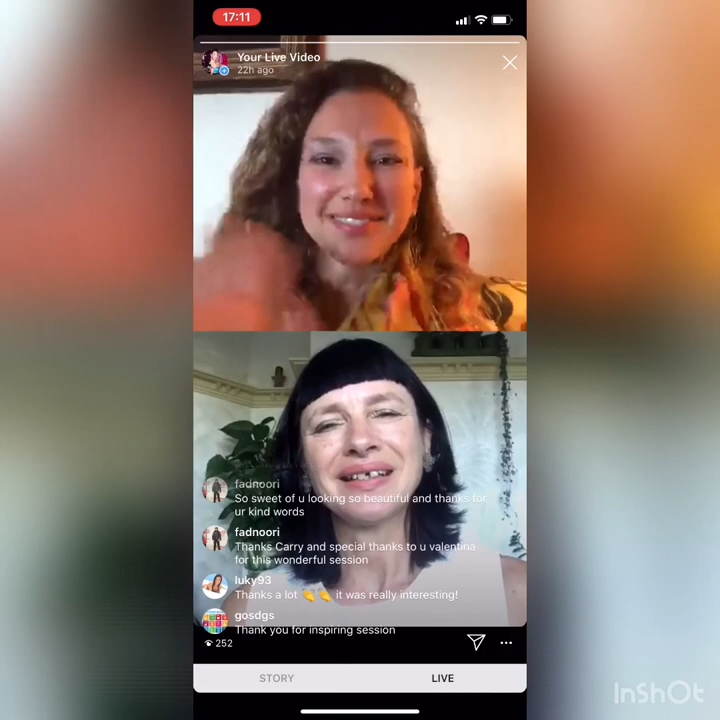 17:11
Your Live Video
22h ago
fadnoori
So sweet of u looking so beautiful and thanks for
ur kind words
fadnoori
Thanks Carry and special thanks to u valentina
for this wonderful session
luky93
Thanks a lot 👏👏 it was really interesting!
gosdgs
Thank you for inspiring session
252
STORY
LIVE
InShOt